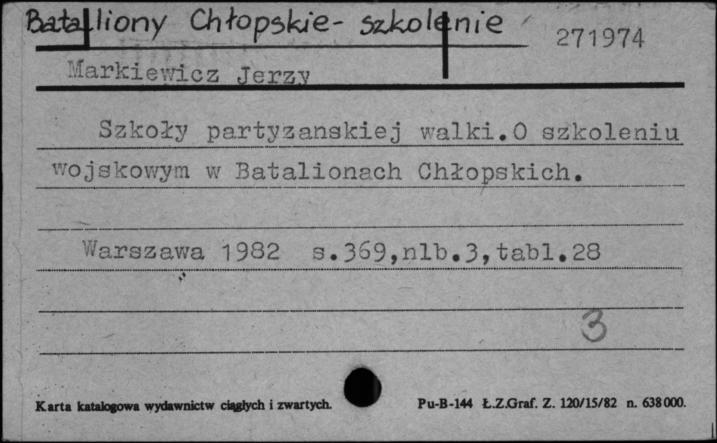 Bataliony Chłopskie - szkolenie 271974
Markiewicz Jerzy
Szkoły partyzanskiej walki.O szkoleniu
wojskowym w Batalionach Chłopskich.
Warszawa 1982 s.369,nlb.3,tabl.28
3
Karta katalogowa wydawnictw ciągłych i zwartych. Pu-B-144 Ł.Z.Graf. Z. 120/15/82 n. 638000.